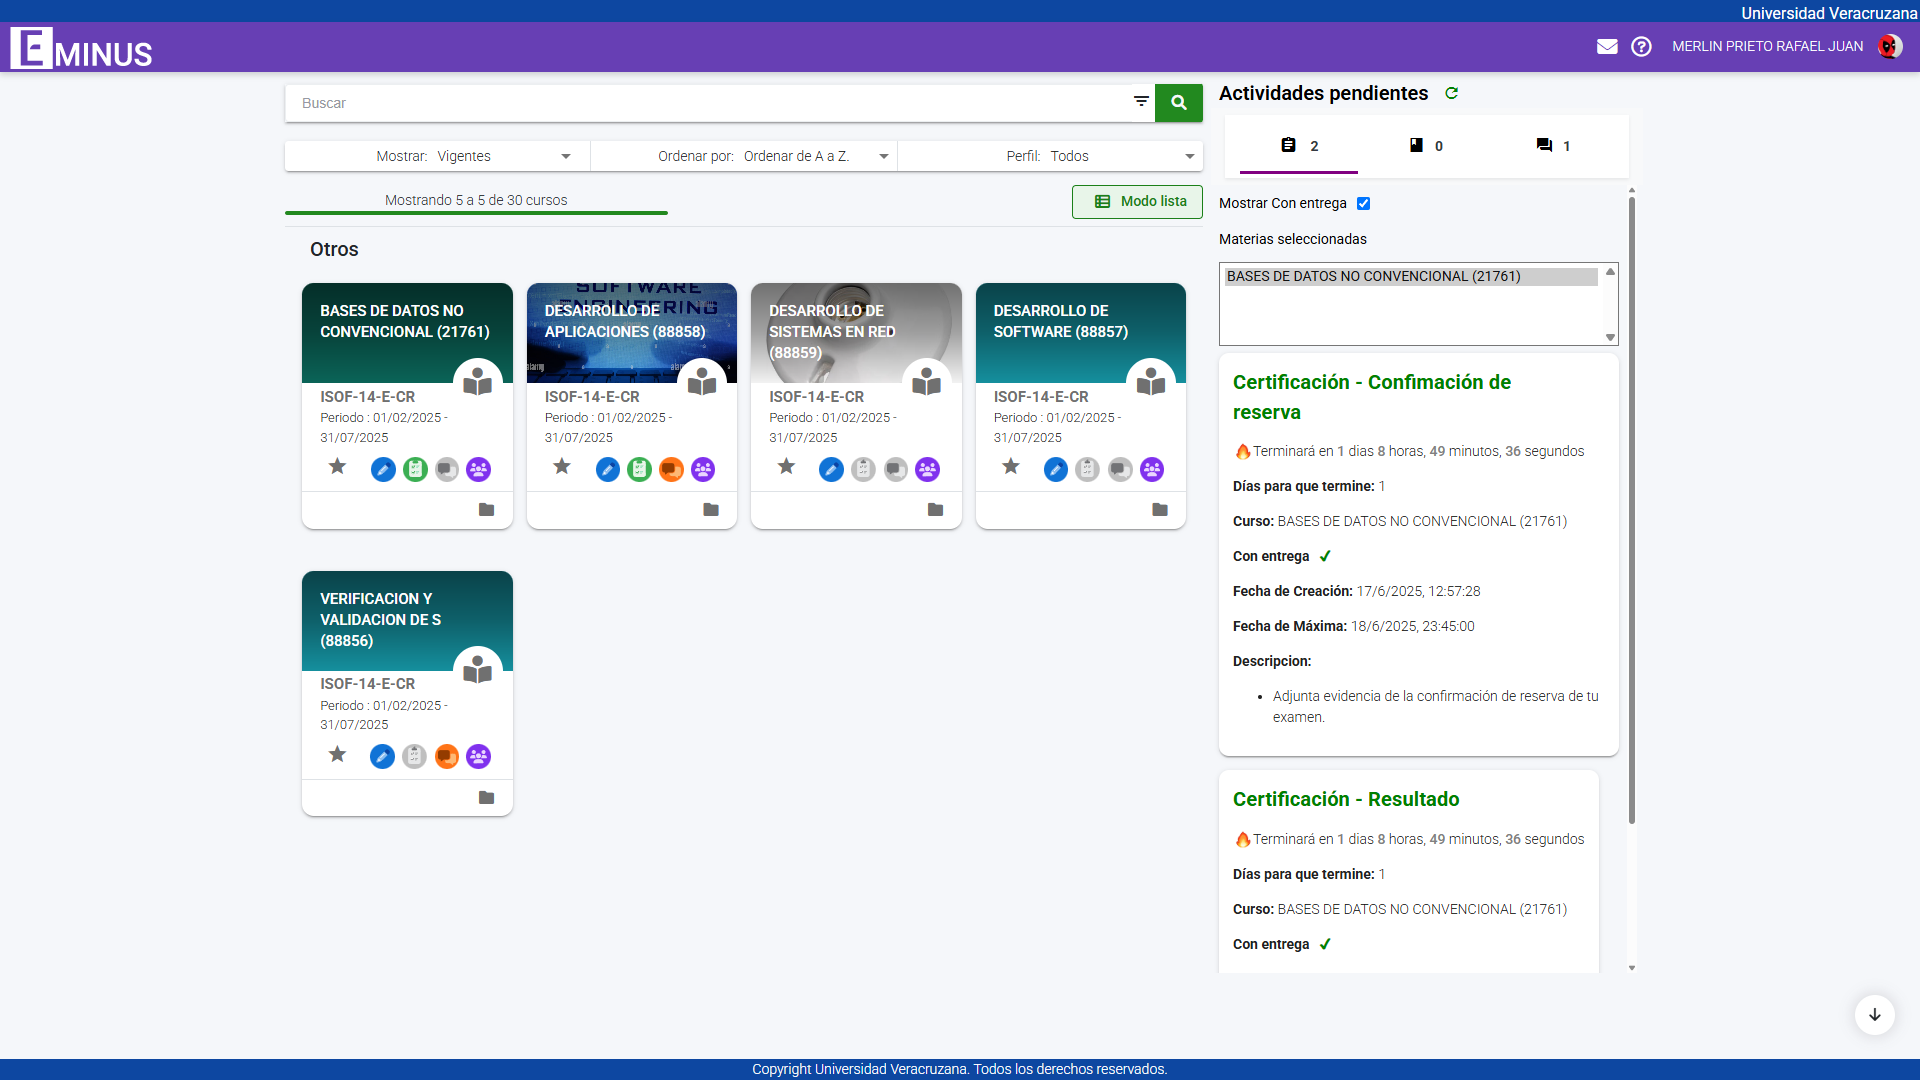 Universidad Veracruzana
EMINUS
MERLIN PRIETO RAFAEL JUAN
Buscar
Mostrar: Vigentes
Ordenar por: Ordenar de A a Z.
Perfil: Todos
Mostrando 5 a 5 de 30 cursos
Modo lista
Otros
BASES DE DATOS NO
CONVENCIONAL (21761)
ISOF-14-E-CR
Periodo : 01/02/2025 -
31/07/2025
SOFTWARE
ENGINEERING
DESARROLLO DE
APLICACIONES (88858)
ISOF-14-E-CR
Periodo : 01/02/2025 -
31/07/2025
DESARROLLO DE
SISTEMAS EN RED
(88859)
ISOF-14-E-CR
Periodo : 01/02/2025 -
31/07/2025
DESARROLLO DE
SOFTWARE (88857)
ISOF-14-E-CR
Periodo : 01/02/2025 -
31/07/2025
VERIFICACION Y
VALIDACION DE S
(88856)
ISOF-14-E-CR
Periodo : 01/02/2025 -
31/07/2025
Actividades pendientes
2
0
1
Mostrar Con entrega
Materias seleccionadas
BASES DE DATOS NO CONVENCIONAL (21761)
Certificación - Confimación de
reserva
🔥Terminará en 1 dias 8 horas, 49 minutos, 36 segundos
Días para que termine: 1
Curso: BASES DE DATOS NO CONVENCIONAL (21761)
Con entrega ✔
Fecha de Creación: 17/6/2025, 12:57:28
Fecha de Máxima: 18/6/2025, 23:45:00
Descripcion:
• Adjunta evidencia de la confirmación de reserva de tu
examen.
Certificación - Resultado
🔥Terminará en 1 dias 8 horas, 49 minutos, 36 segundos
Días para que termine: 1
Curso: BASES DE DATOS NO CONVENCIONAL (21761)
Con entrega ✔
Copyright Universidad Veracruzana. Todos los derechos reservados.